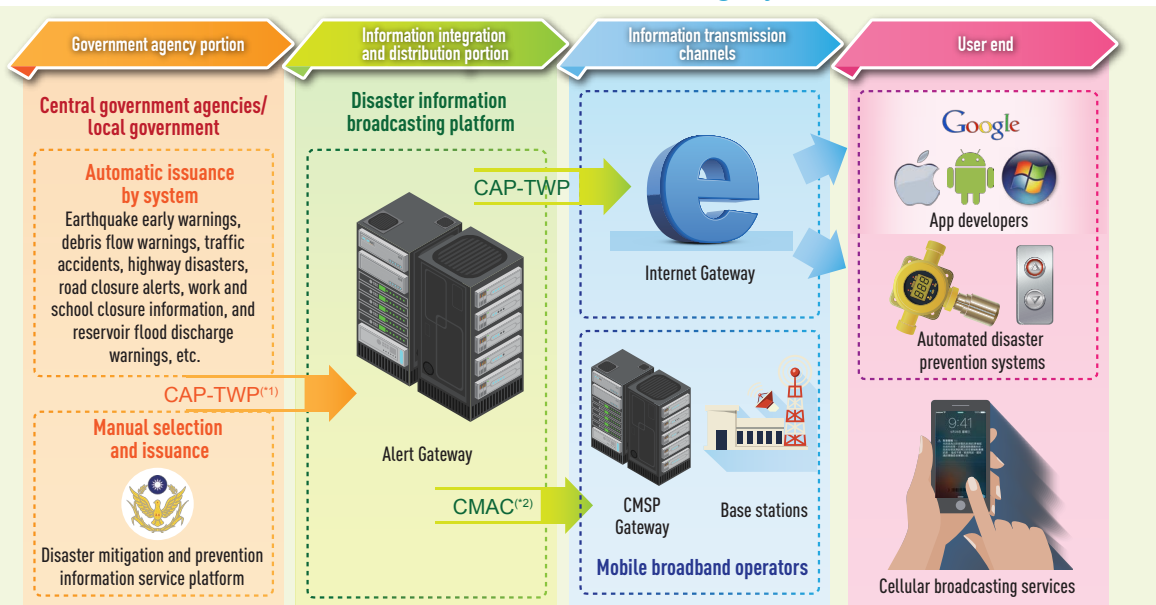 Government agency portion
Information integration
and distribution portion
Information transmission
channels
User end
Central government agencies/
local government
Automatic issuance
by system
Earthquake early warnings,
debris flow warnings, traffic
accidents, highway disasters,
road closure alerts, work and
school closure information, and
reservoir flood discharge
warnings, etc.
CAP-TWP(*1)
Manual selection
and issuance
Disaster mitigation and prevention
information service platform
Disaster information
broadcasting platform
Alert Gateway
CAP-TWP
CMAC(*2)
Internet Gateway
CMSP
Gateway
Base stations
Mobile broadband operators
Google
App developers
Automated disaster
prevention systems
9:41
Cellular broadcasting services